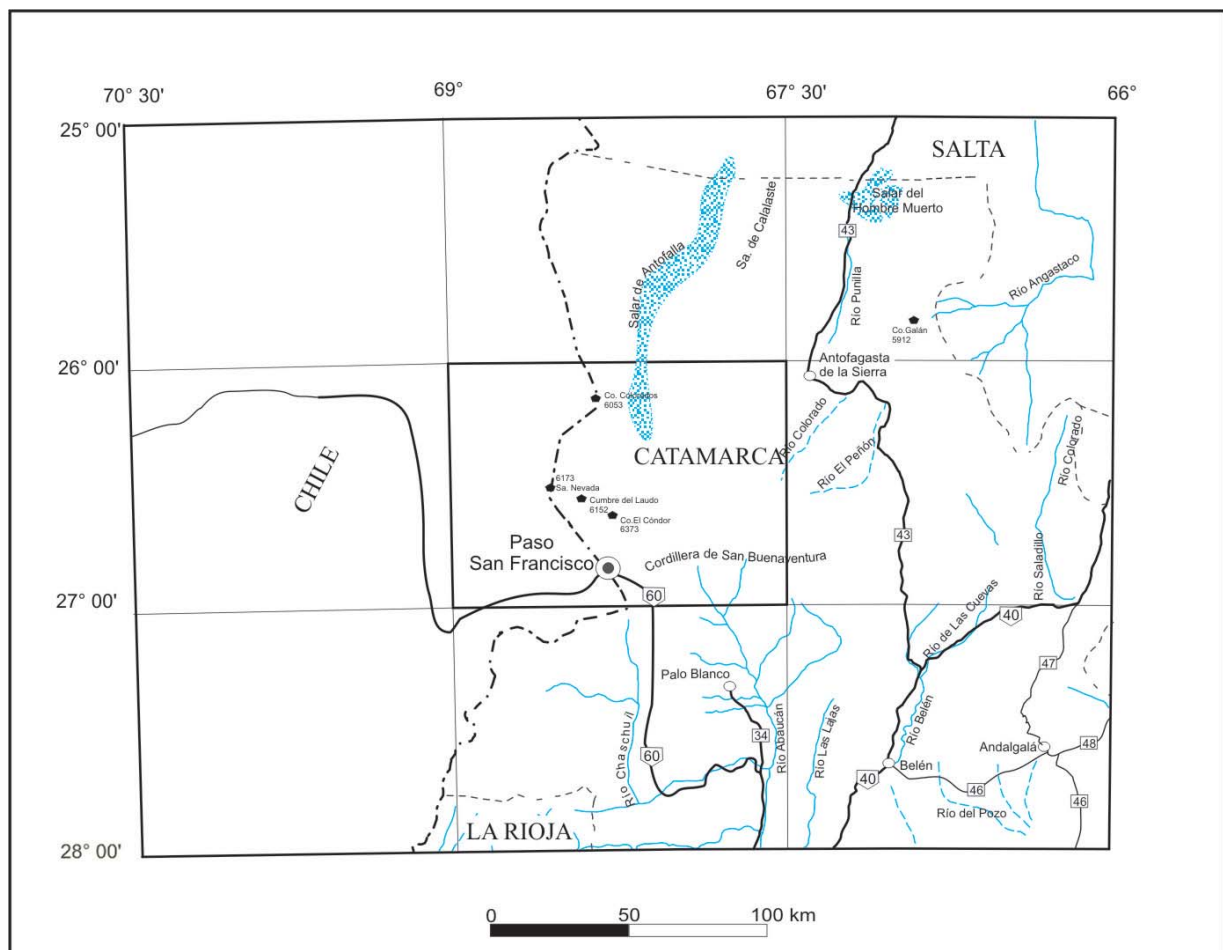 70° 30'
69°
67° 30'
66°
25° 00'
SALTA
Salar del
Hombre Muerto
Sa. de Calalaste
43
Salar de Antofalla
Río Punilla
Río Angastaco
Co.Galán
5912
26° 00'
Antofagasta
de la Sierra
Co. Colorados
6053
Río Colorado
Río El Peñón
Río Colorado
CATAMARCA
CHILE
6173
Sa. Nevada
Cumbre del Laudo
6152
Co.El Cóndor
6373
43
Paso
San Francisco
Cordillera de San Buenaventura
Río Saladillo
60
27° 00'
40
Río de Las Cuevas
47
Palo Blanco
Río Chaschuil
Río Abaucán
Río Las Lajas
Río Belén
34
60
Andalgalá
48
Belén
40
46
46
Río del Pozo
LA RIOJA
28° 00'
0
50
100 km